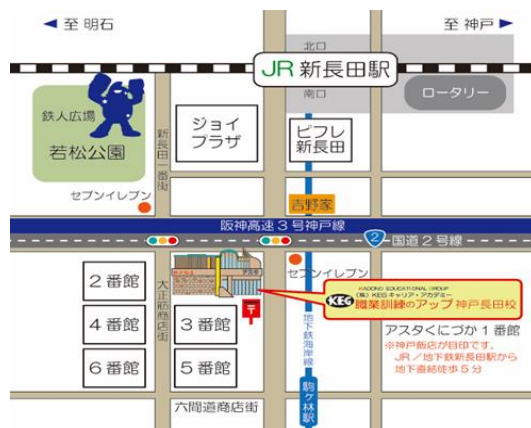 至 明石
至 神戸
北口
JR 新長田駅
南口
ロータリー
鉄人広場
若松公園
新長田一番街
ジョイ
プラザ
ピフレ
新長田
セブンイレブン
吉野家
阪神高速3号神戸線
2
国道2号線
セブンイレブン
2番館
4番館
6番館
大正筋商店街
3番館
5番館
地下鉄海岸線
駒ヶ林駅
KADONO EDUCATIONAL GROUP
(株)KEGキャリア・アカデミー
KEG 職業訓練のアップ 神戸長田校
アスタくにづか1番館
※神戸飯店が目印です。
JR/地下鉄新長田駅から
地下直結徒歩5分
六間道商店街